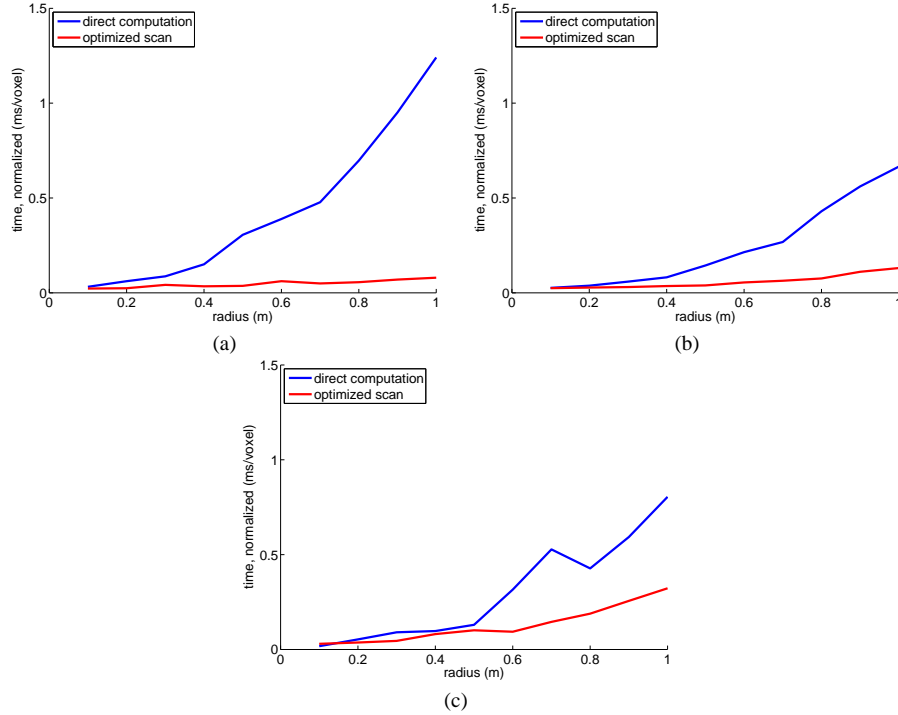 1.5
direct computation
optimized scan
1
0.5
0
time, normalized (ms/voxel)
0 0.2 0.4 0.6 0.8 1
radius (m)
(a)
1.5
direct computation
optimized scan
1
0.5
0
time, normalized (ms/voxel)
0 0.2 0.4 0.6 0.8 1
radius (m)
(b)
1.5
direct computation
optimized scan
1
0.5
0
time, normalized (ms/voxel)
0 0.2 0.4 0.6 0.8 1
radius (m)
(c)